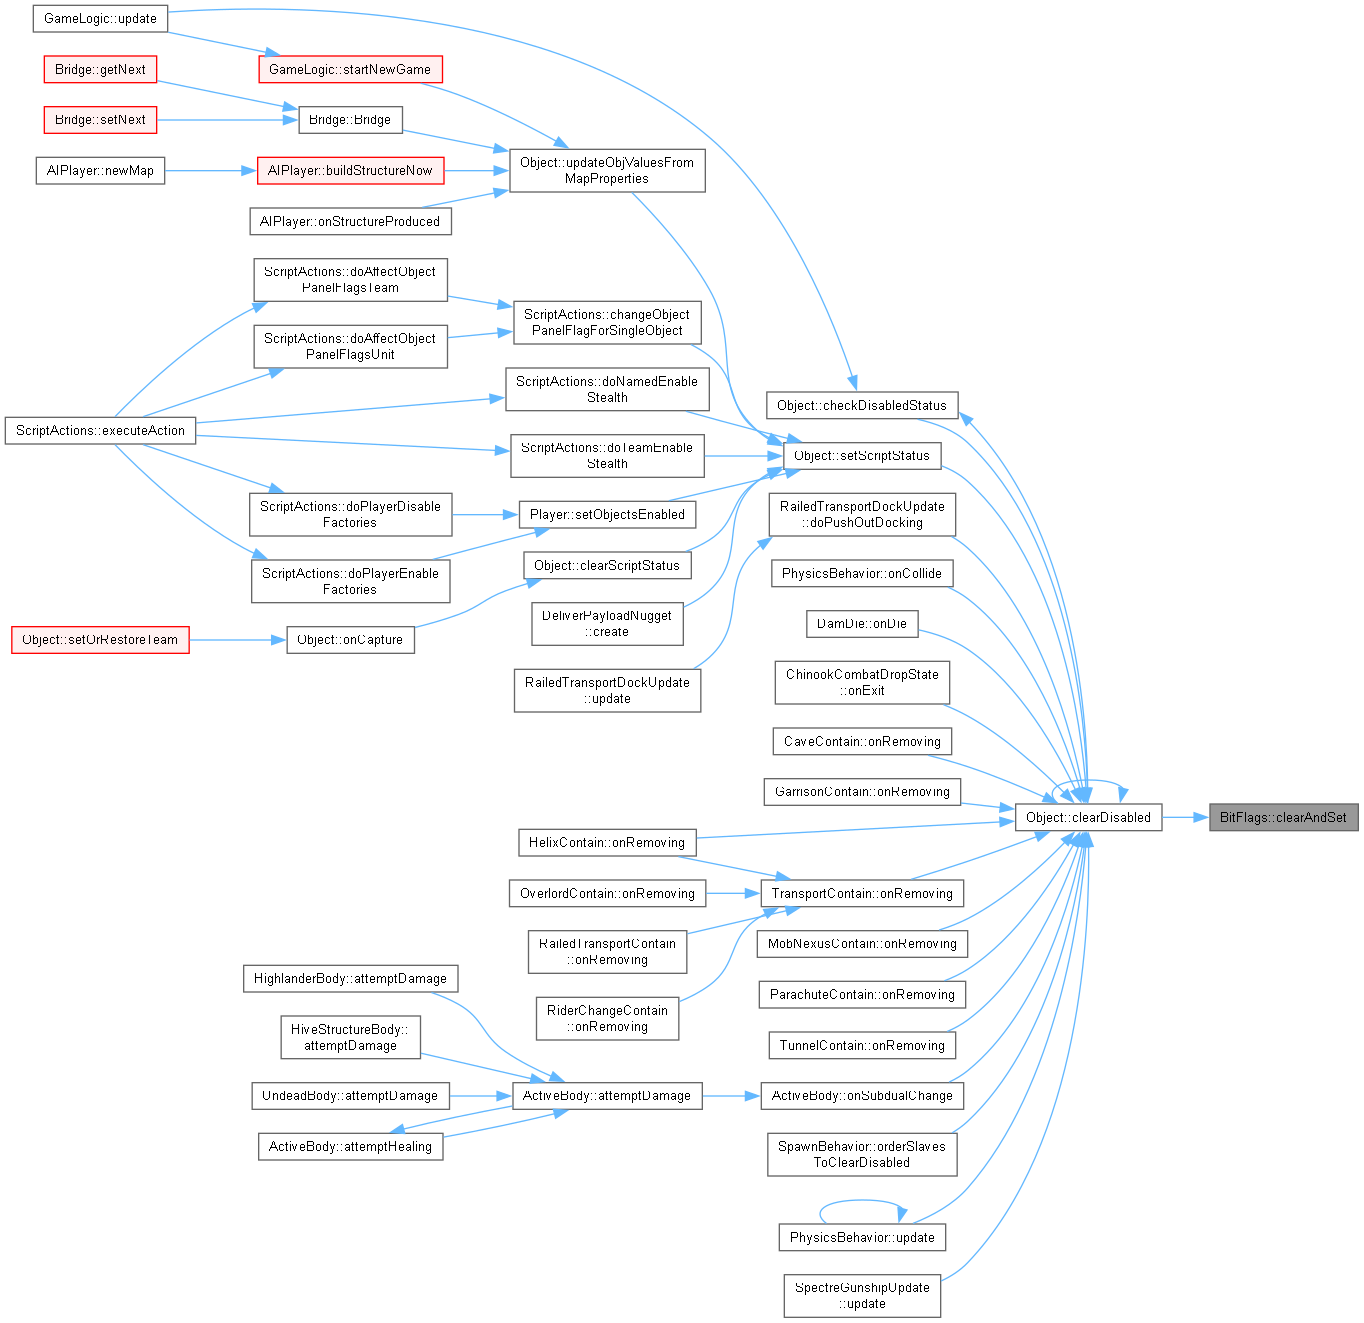 GameLogic::update
Bridge::getNext
GameLogic::startNewGame
Bridge::setNext
Bridge::Bridge
AIPlayer::newMap
AIPlayer::buildStructureNow
Object::updateObjValuesFrom
MapProperties
AIPlayer::onStructureProduced
ScriptActions::doAffectObject
PanelFlagsTeam
ScriptActions::changeObject
PanelFlagForSingleObject
ScriptActions::doAffectObject
PanelFlagsUnit
ScriptActions::doNamedEnable
Stealth
Object::checkDisabledStatus
ScriptActions::executeAction
ScriptActions::doTeamEnable
Stealth
Object::setScriptStatus
ScriptActions::doPlayerDisable
Factories
Player::setObjectsEnabled
RailedTransportDockUpdate
::doPushOutDocking
ScriptActions::doPlayerEnable
Factories
Object::clearScriptStatus
PhysicsBehavior::onCollide
DeliverPayloadNugget
::create
DamDie::onDie
Object::setOrRestoreTeam
Object::onCapture
RailedTransportDockUpdate
::update
ChinookCombatDropState
::onExit
CaveContain::onRemoving
GarrisonContain::onRemoving
Object::clearDisabled
BitFlags::clearAndSet
HelixContain::onRemoving
OverlordContain::onRemoving
TransportContain::onRemoving
RailedTransportContain
::onRemoving
MobNexusContain::onRemoving
HighlanderBody::attemptDamage
RiderChangeContain
::onRemoving
ParachuteContain::onRemoving
HiveStructureBody::
attemptDamage
TunnelContain::onRemoving
UndeadBody::attemptDamage
ActiveBody::attemptDamage
ActiveBody::onSubdualChange
ActiveBody::attemptHealing
SpawnBehavior::orderSlaves
ToClearDisabled
PhysicsBehavior::update
SpectreGunshipUpdate
::update